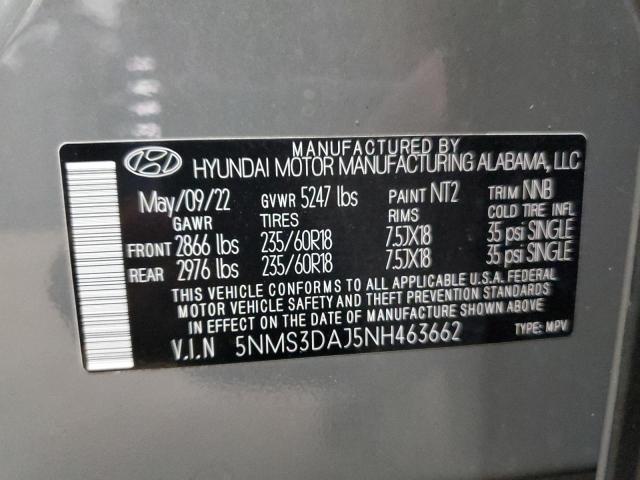 MANUFACTURED BY
HYUNDAI MOTOR MANUFACTURING ALABAMA, LLC
May/09/22 GVWR 5247 lbs PAINT NT2 TRIM NNB
GAWR TIRES RIMS COLD TIRE INFL
FRONT 2866 lbs 235/60R18 7.5JX18 35 psi SINGLE
REAR 2976 lbs 235/60R18 7.5JX18 35 psi SINGLE
THIS VEHICLE CONFORMS TO ALL APPLICABLE U.S.A. FEDERAL
MOTOR VEHICLE SAFETY AND THEFT PREVENTION STANDARDS
IN EFFECT ON THE DATE OF MANUFACTURE SHOWN ABOVE
V.I.N 5NMS3DAJ5NH463662 TYPE: MPV